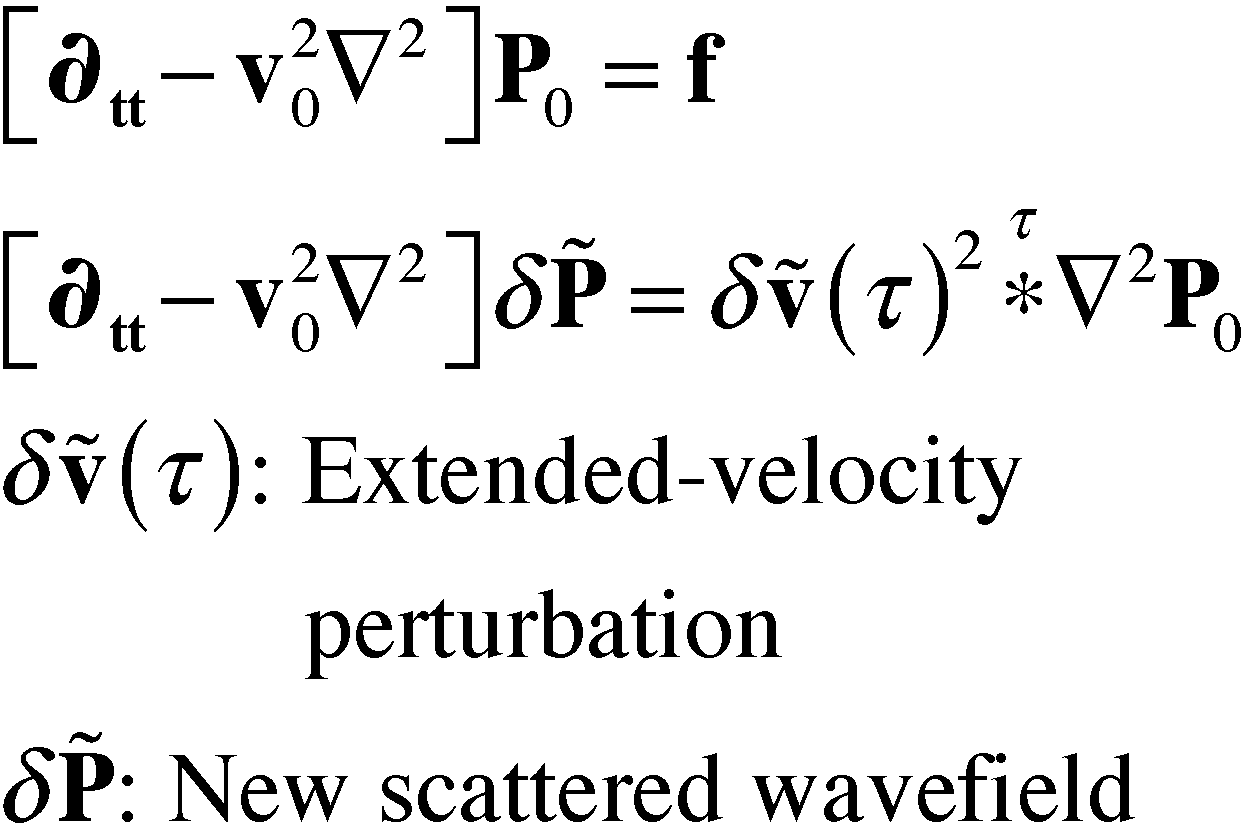 [∂ₜₜ − v₀²∇²]P₀ = f
[∂ₜₜ − v₀²∇²]δP̃ = δṽ(τ)² *^τ ∇²P₀
δṽ(τ): Extended-velocity
perturbation
δP̃: New scattered wavefield